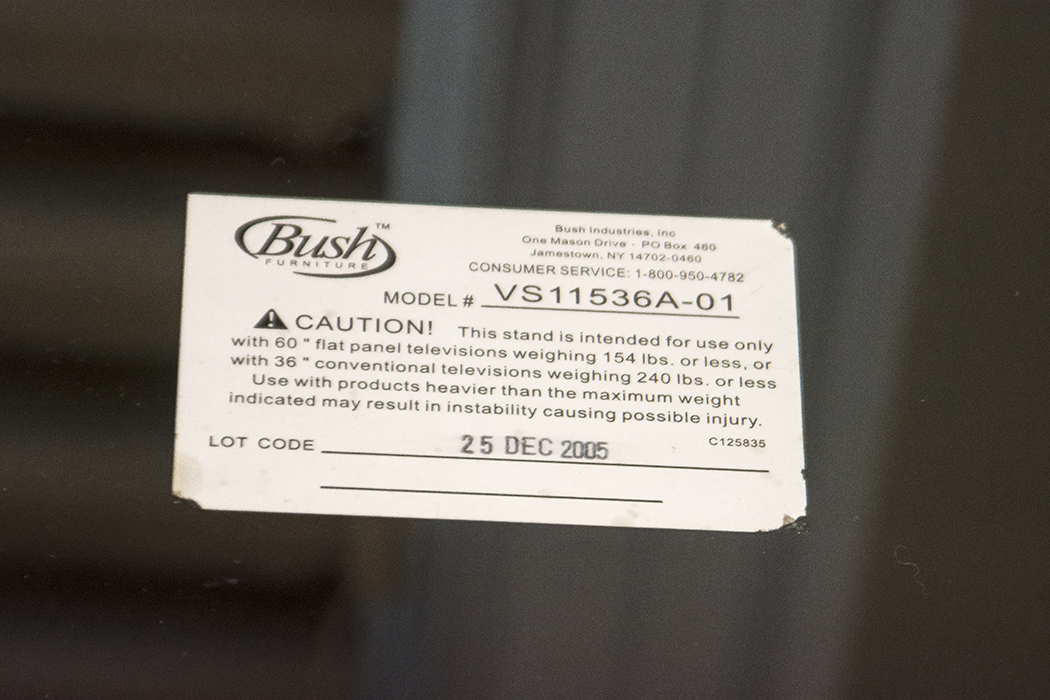 Bush™
FURNITURE
Bush Industries, Inc
One Mason Drive - PO Box 460
Jamestown, NY 14702-0460
CONSUMER SERVICE: 1-800-950-4782
MODEL # VS11536A-01
CAUTION! This stand is intended for use only
with 60 " flat panel televisions weighing 154 lbs. or less, or
with 36 " conventional televisions weighing 240 lbs. or less
Use with products heavier than the maximum weight
indicated may result in instability causing possible injury.
C125835
LOT CODE 25 DEC 2005